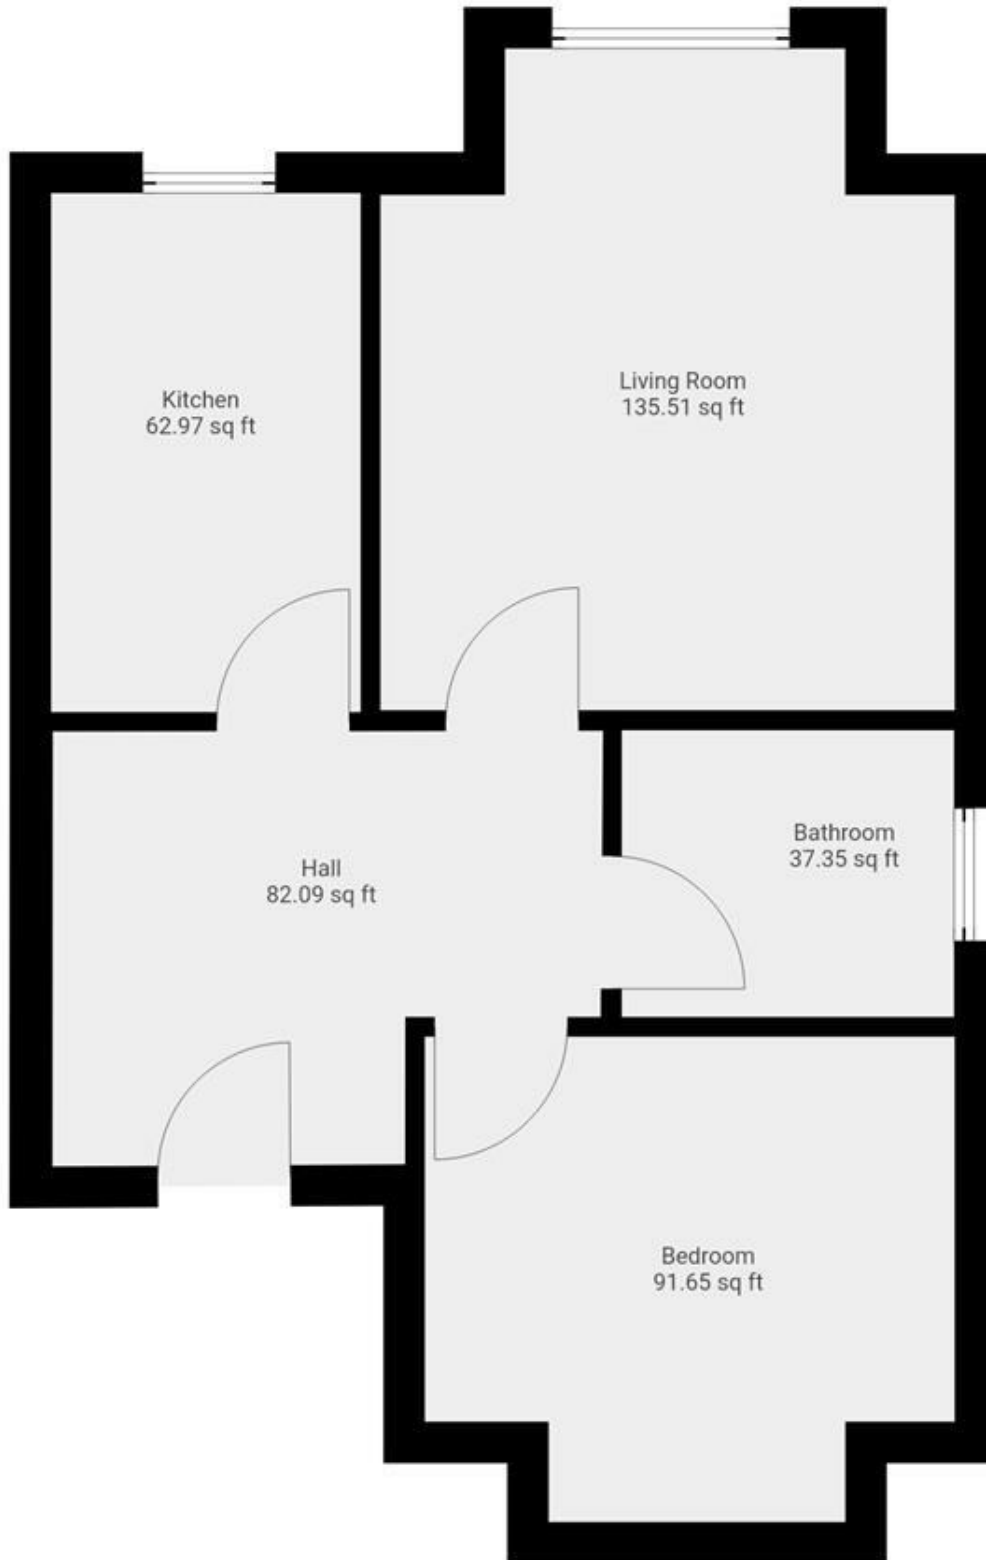 Living Room
135.51 sq ft
Kitchen
62.97 sq ft
Bathroom
37.35 sq ft
Hall
82.09 sq ft
Bedroom
91.65 sq ft